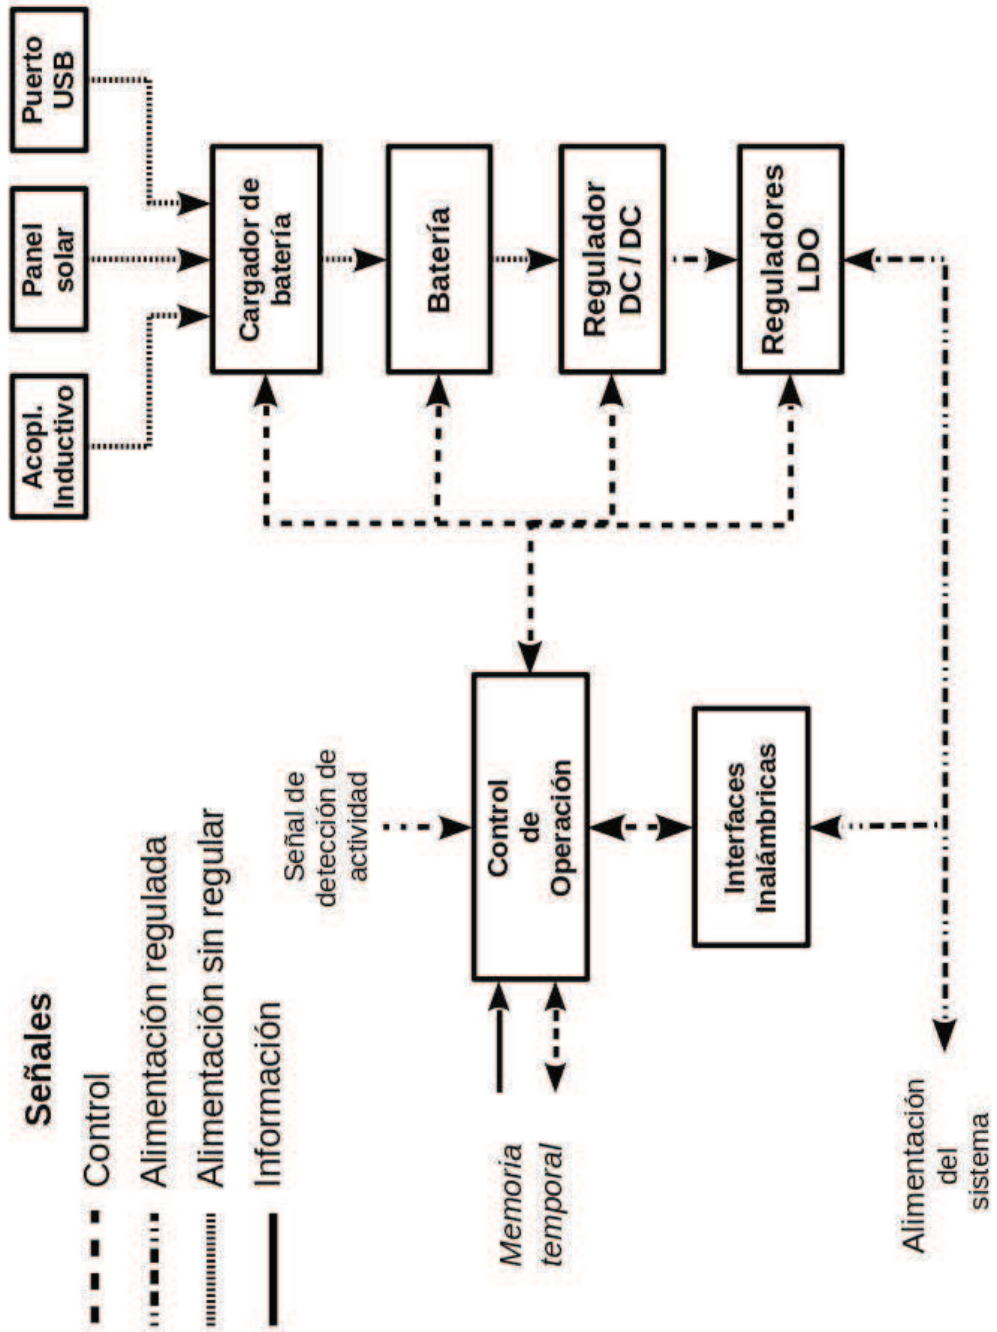 Señales
Control
Alimentación regulada
Alimentación sin regular
Información
Señal de
detección de
actividad
Memoria
temporal
Control
de
Operación
Interfaces
Inalámbricas
Alimentación
del
sistema
Acopl.
Inductivo
Panel
solar
Puerto
USB
Cargador de
batería
Batería
Regulador
DC / DC
Reguladores
LDO